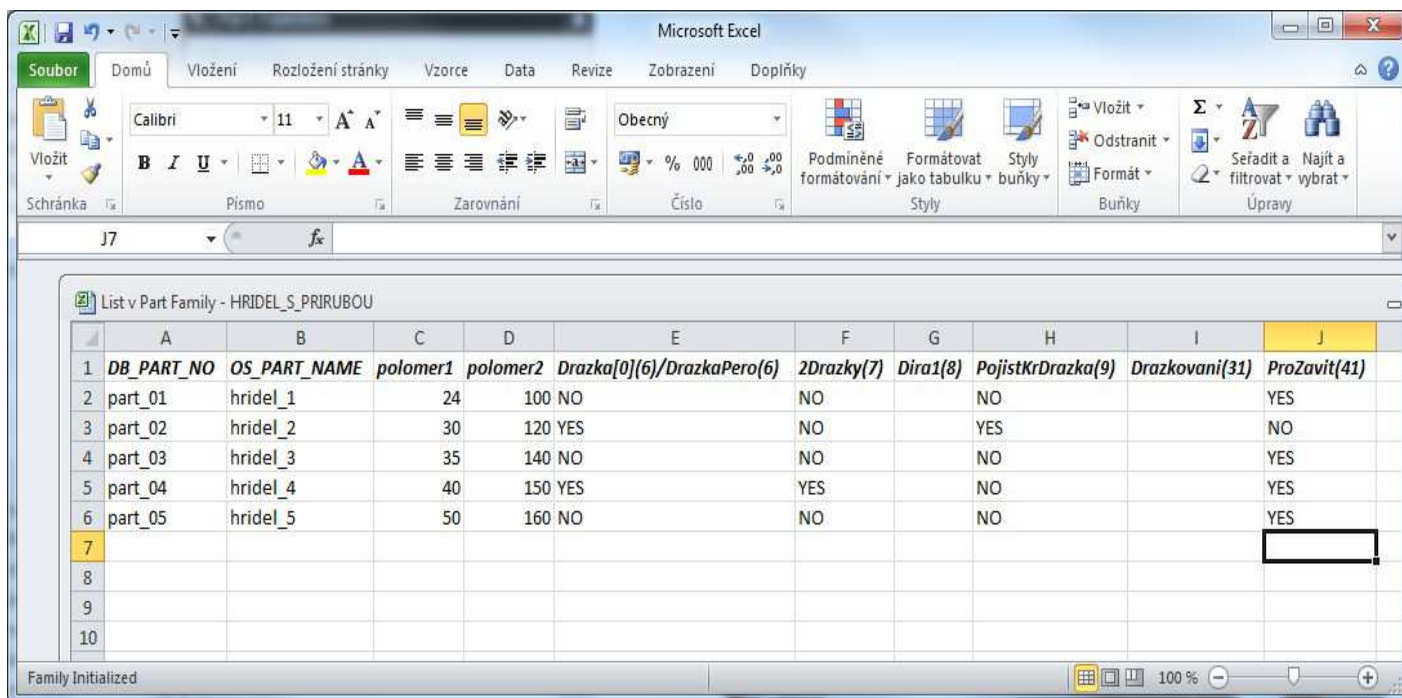 Microsoft Excel
Soubor Domů Vložení Rozložení stránky Vzorce Data Revize Zobrazení Doplňky
Calibri 11 A A Obecný Vložit Σ
Vložit B I U A % 000 ,0 ,00 ,00 ,0 Podmíněné formátování Formátovat jako tabulku Styly buňky Odstranit Formát Seřadit a filtrovat Najít a vybrat
Schránka Písmo Zarovnání Číslo Styly Buňky Úpravy
J7 fx
List v Part Family - HRIDEL_S_PRIRUBOU
A B C D E F G H I J
1 DB_PART_NO OS_PART_NAME polomer1 polomer2 Drazka[0](6)/DrazkaPero(6) 2Drazky(7) Dira1(8) PojistKrDrazka(9) Drazkovani(31) ProZavit(41)
2 part_01 hridel_1 24 100 NO NO NO YES
3 part_02 hridel_2 30 120 YES NO YES NO
4 part_03 hridel_3 35 140 NO NO NO YES
5 part_04 hridel_4 40 150 YES YES NO YES
6 part_05 hridel_5 50 160 NO NO NO YES
7
8
9
10
Family Initialized 100 %